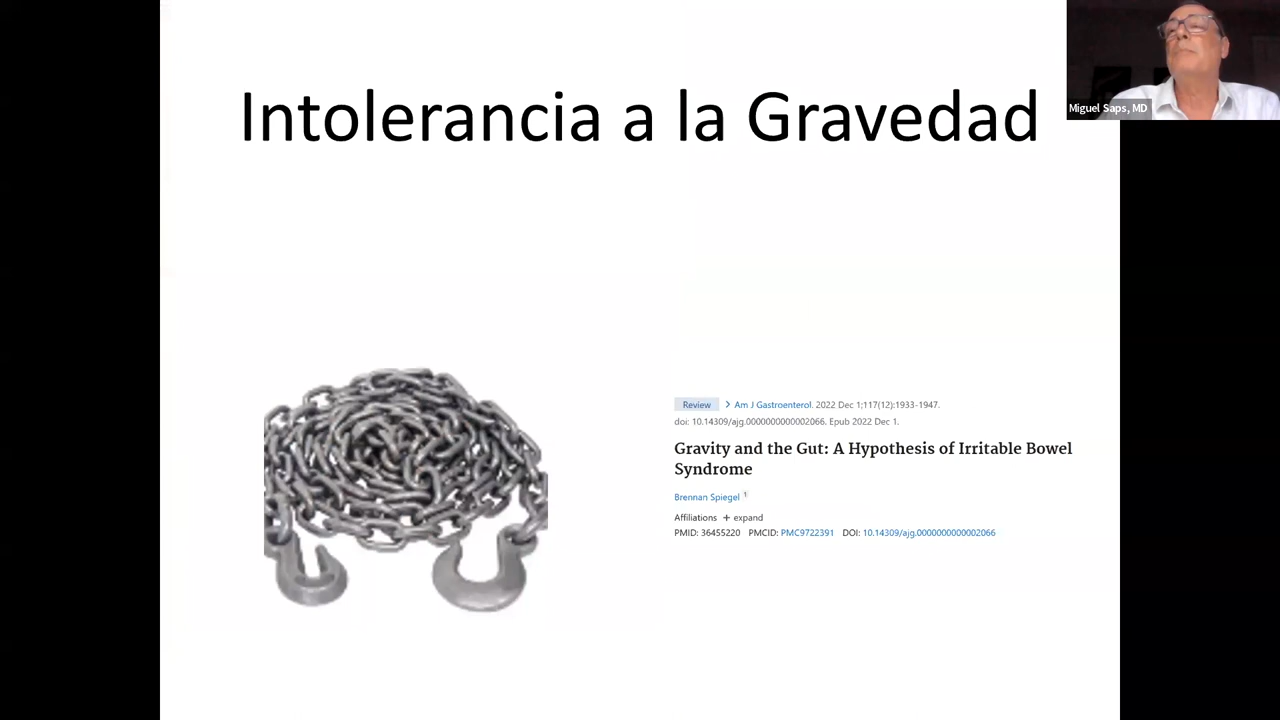 Intolerancia a la Gravedad
Miguel Saps, MD
Review > Am J Gastroenterol. 2022 Dec 1;117(12):1933-1947.
doi: 10.14309/ajg.0000000000002066. Epub 2022 Dec 1.
Gravity and the Gut: A Hypothesis of Irritable Bowel
Syndrome
Brennan Spiegel 1
Affiliations + expand
PMID: 36455220 PMCID: PMC9722391 DOI: 10.14309/ajg.0000000000002066